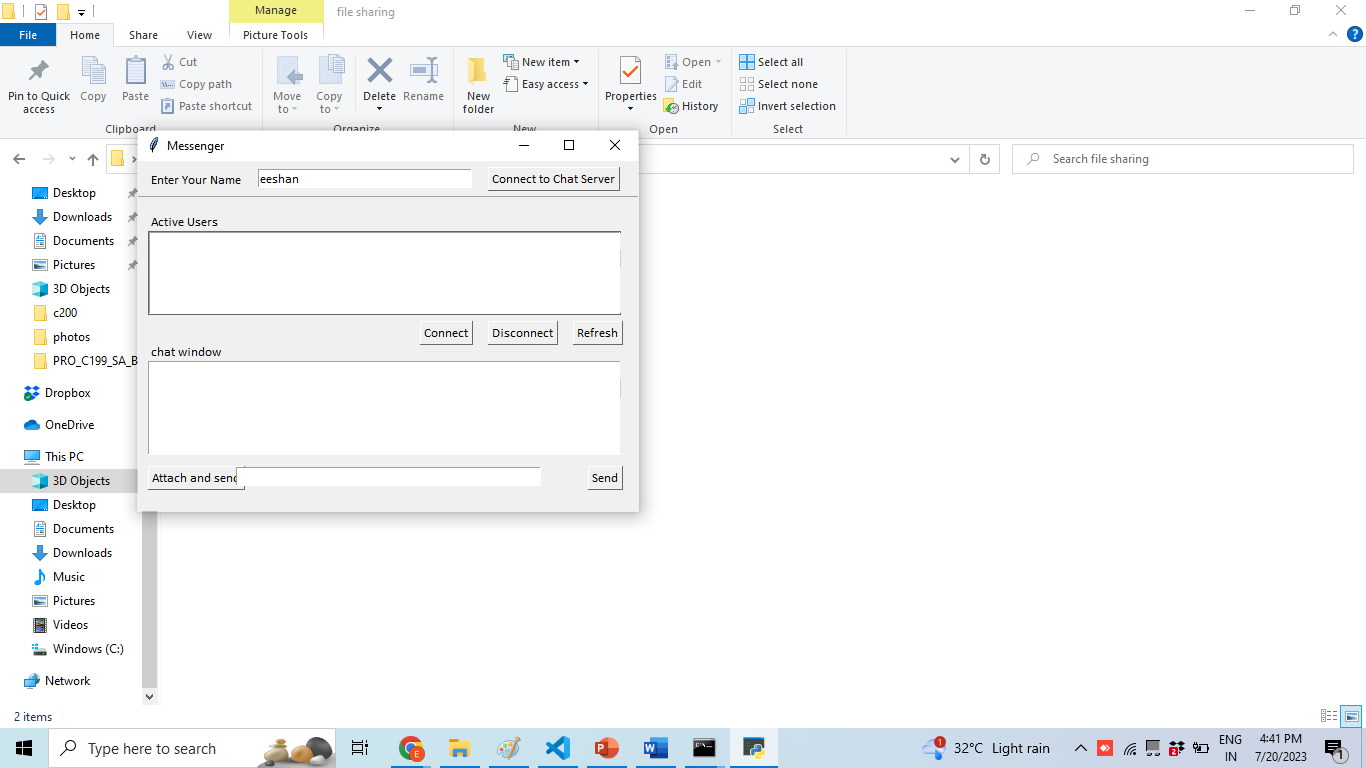 Manage
file sharing
File
Home
Share
View
Picture Tools
Pin to Quick access
Copy
Paste
Cut
Copy path
Paste shortcut
Clipboard
Move to
Copy to
Delete
Rename
Organize
New folder
New item
Easy access
New
Properties
Open
Edit
History
Open
Select all
Select none
Invert selection
Select
Search file sharing
Messenger
Enter Your Name
eeshan
Connect to Chat Server
Active Users
Connect
Disconnect
Refresh
chat window
Attach and send
Send
Desktop
Downloads
Documents
Pictures
3D Objects
c200
photos
PRO_C199_SA_B
Dropbox
OneDrive
This PC
3D Objects
Desktop
Documents
Downloads
Music
Pictures
Videos
Windows (C:)
Network
2 items
Type here to search
E
1
32°C Light rain
2
ENG
IN
4:41 PM
7/20/2023
1